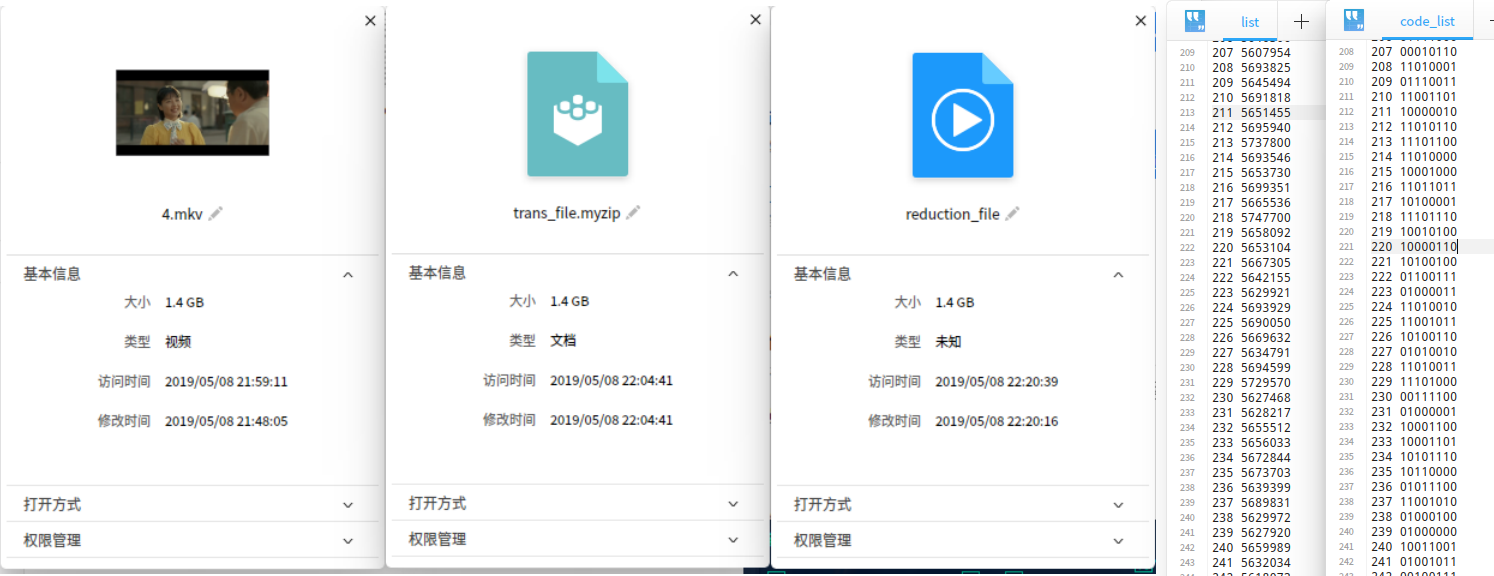 4.mkv
基本信息
大小 1.4 GB
类型 视频
访问时间 2019/05/08 21:59:11
修改时间 2019/05/08 21:48:05
打开方式
权限管理
trans_file.myzip
基本信息
大小 1.4 GB
类型 文档
访问时间 2019/05/08 22:04:41
修改时间 2019/05/08 22:04:41
打开方式
权限管理
reduction_file
基本信息
大小 1.4 GB
类型 未知
访问时间 2019/05/08 22:20:39
修改时间 2019/05/08 22:20:16
打开方式
权限管理
list
209 207 5607954
210 208 5693825
211 209 5645494
212 210 5691818
213 211 5651455
214 212 5695940
215 213 5737800
216 214 5693546
217 215 5653730
218 216 5699351
219 217 5665536
220 218 5747700
221 219 5658092
222 220 5653104
223 221 5667305
224 222 5642155
225 223 5629921
226 224 5693929
227 225 5690050
228 226 5669632
229 227 5634791
230 228 5694599
231 229 5729570
232 230 5627468
233 231 5628217
234 232 5655512
235 233 5656033
236 234 5672844
237 235 5673703
238 236 5639399
239 237 5689831
240 238 5629972
241 239 5627920
242 240 5659989
243 241 5632034
code_list
208 207 00010110
209 208 11010001
210 209 01110011
211 210 11001101
212 211 10000010
213 212 11010110
214 213 11101100
215 214 11010000
216 215 10001000
217 216 11011011
218 217 10100001
219 218 11101110
220 219 10010100
221 220 10000110
222 221 10100100
223 222 01100111
224 223 01000011
225 224 11010010
226 225 11001011
227 226 10100110
228 227 01010010
229 228 11010011
230 229 11101000
231 230 00111100
232 231 01000001
233 232 10001100
234 233 10001101
235 234 10101110
236 235 10110000
237 236 01011100
238 237 11001010
239 238 01000100
240 239 01000000
241 240 10011001
242 241 01001011